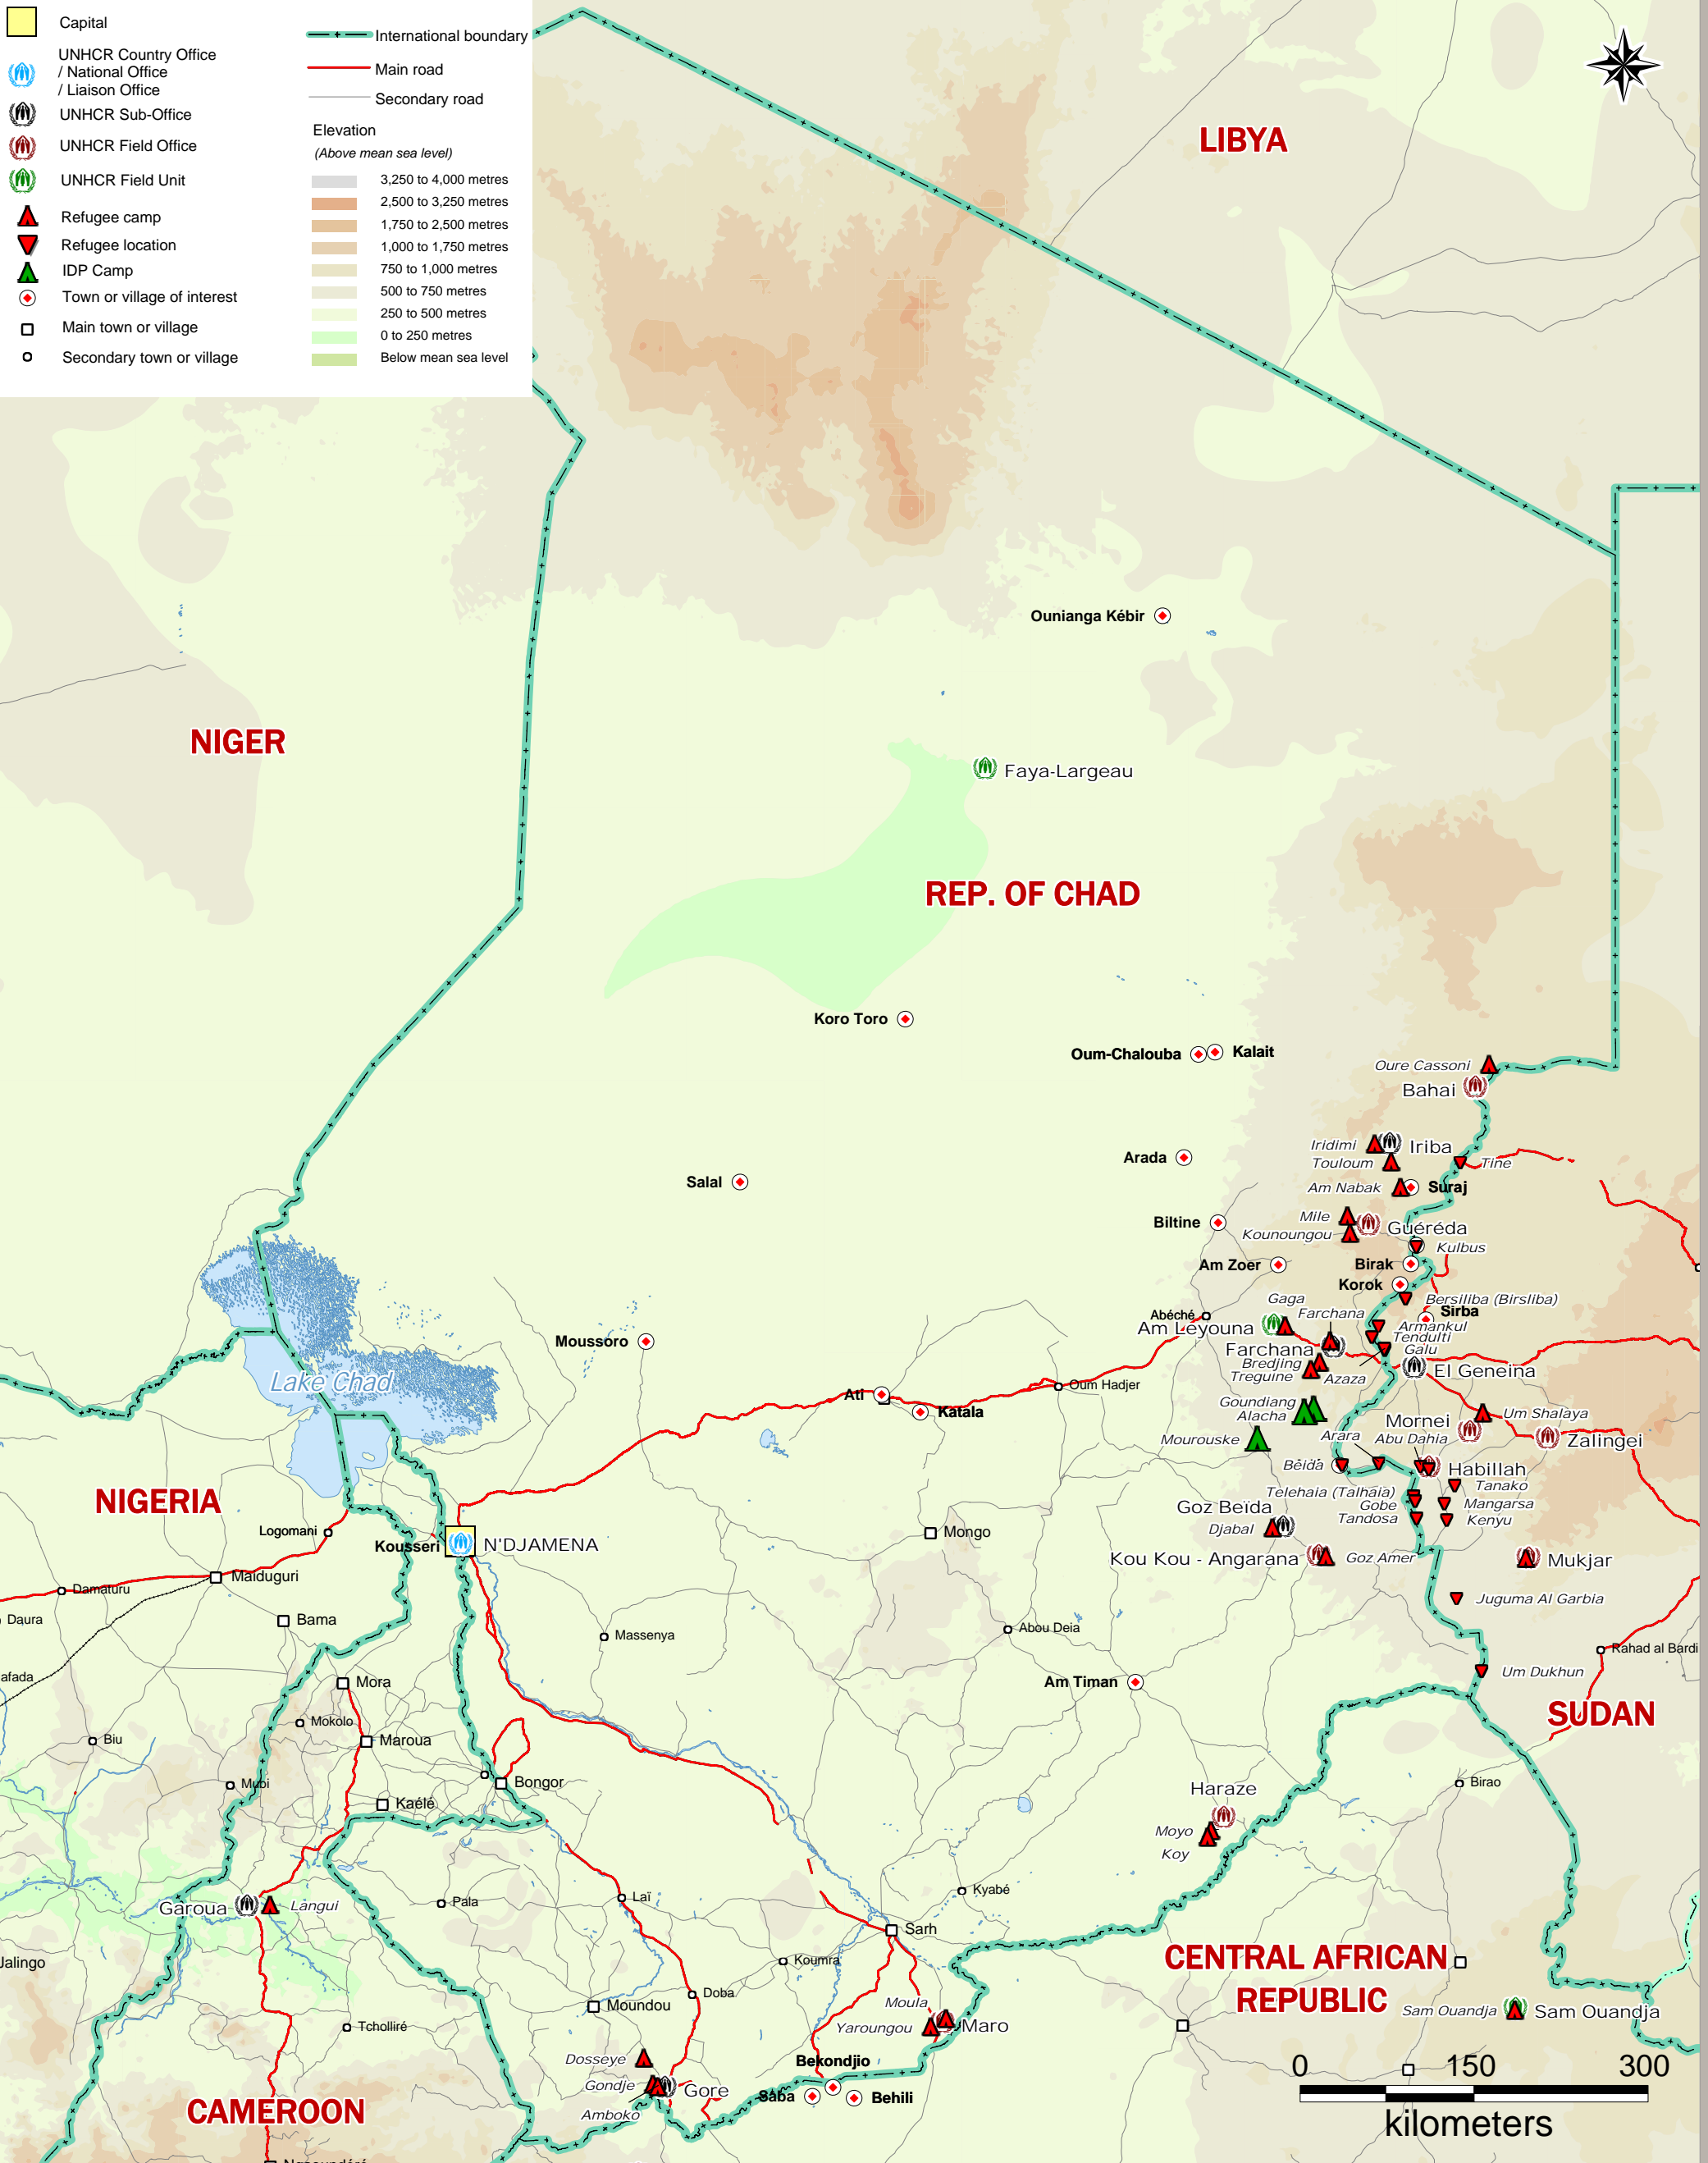 Capital
UNHCR Country Office
/ National Office
/ Liaison Office
UNHCR Sub-Office
UNHCR Field Office
UNHCR Field Unit
Refugee camp
Refugee location
IDP Camp
Town or village of interest
Main town or village
Secondary town or village
International boundary
Main road
Secondary road
Elevation
(Above mean sea level)
3,250 to 4,000 metres
2,500 to 3,250 metres
1,750 to 2,500 metres
1,000 to 1,750 metres
750 to 1,000 metres
500 to 750 metres
250 to 500 metres
0 to 250 metres
Below mean sea level
LIBYA
Ounianga Kébir
NIGER
Faya-Largeau
REP. OF CHAD
Koro Toro
Oum-Chalouba
Kalait
Oure Cassoni
Bahai
Iridimi
Iriba
Arada
Touloum
Tine
Salal
Am Nabak
Suraj
Mile
Biltine
Guéréda
Kounoungou
Kulbus
Am Zoer
Birak
Korok
Gaga
Bersiliba (Birsliba)
Farchana
Sirba
Abéché
Am Leyouna
Armankul
Tendulti
Moussoro
Farchana
Galu
Bredjing
El Geneina
Treguine
Azaza
Lake Chad
Oum Hadjer
Ati
Katala
Goundiang
Alacha
Um Shalaya
Mornei
Mourouske
Arara
Abu Dahia
Zalingei
Beida
Habillah
Telehaia (Talhaia)
Tanako
NIGERIA
Goz Beïda
Gobe
Mangarsa
Tandosa
Kenyu
Logomani
Djabal
Mongo
Kousseri
N'DJAMENA
Kou Kou - Angarana
Goz Amer
Mukjar
Maiduguri
Damaturu
Juguma Al Garbia
Daura
Bama
Massenya
Abou Deia
Rahad al Bardi
afada
Um Dukhun
Mora
Am Timan
SUDAN
Mokolo
Biu
Maroua
Mubi
Bongor
Birao
Haraze
Kaélé
Moyo
Koy
Kyabé
Pala
Laï
Garoua
Langui
Sarh
CENTRAL AFRICAN
REPUBLIC
Jalingo
Koumra
Doba
Moundou
Moula
Sam Ouandja
Sam Ouandja
Tcholliré
Yaroungou
Maro
Dosseye
Bekondjio
0 150 300
Gondje
Gore
Saba
Behili
CAMEROON
Amboko
kilometers